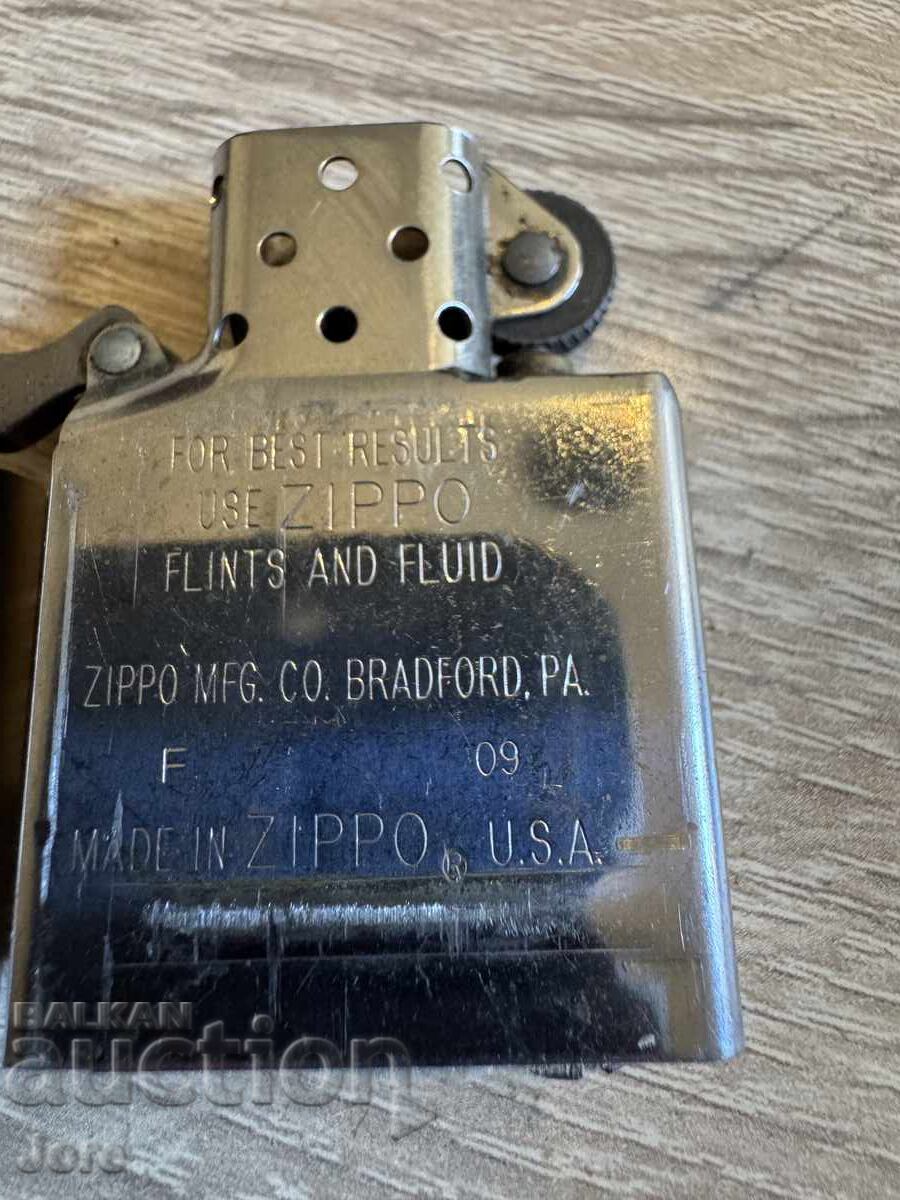 FOR BEST RESULTS
USE ZIPPO
FLINTS AND FLUID
ZIPPO MFG. CO. BRADFORD, PA.
F 09
MADE IN ZIPPO® U.S.A.
BALKAN
auction
Jore